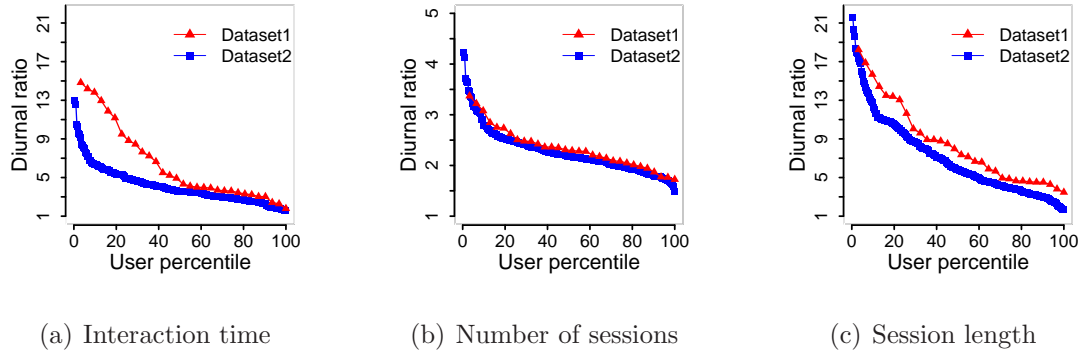 Diurnal ratio
21
17
13
9
5
1
Dataset1
Dataset2
0 20 40 60 80 100
User percentile
(a) Interaction time
Diurnal ratio
5
4
3
2
1
Dataset1
Dataset2
0 20 40 60 80 100
User percentile
(b) Number of sessions
Diurnal ratio
21
17
13
9
5
1
Dataset1
Dataset2
0 20 40 60 80 100
User percentile
(c) Session length